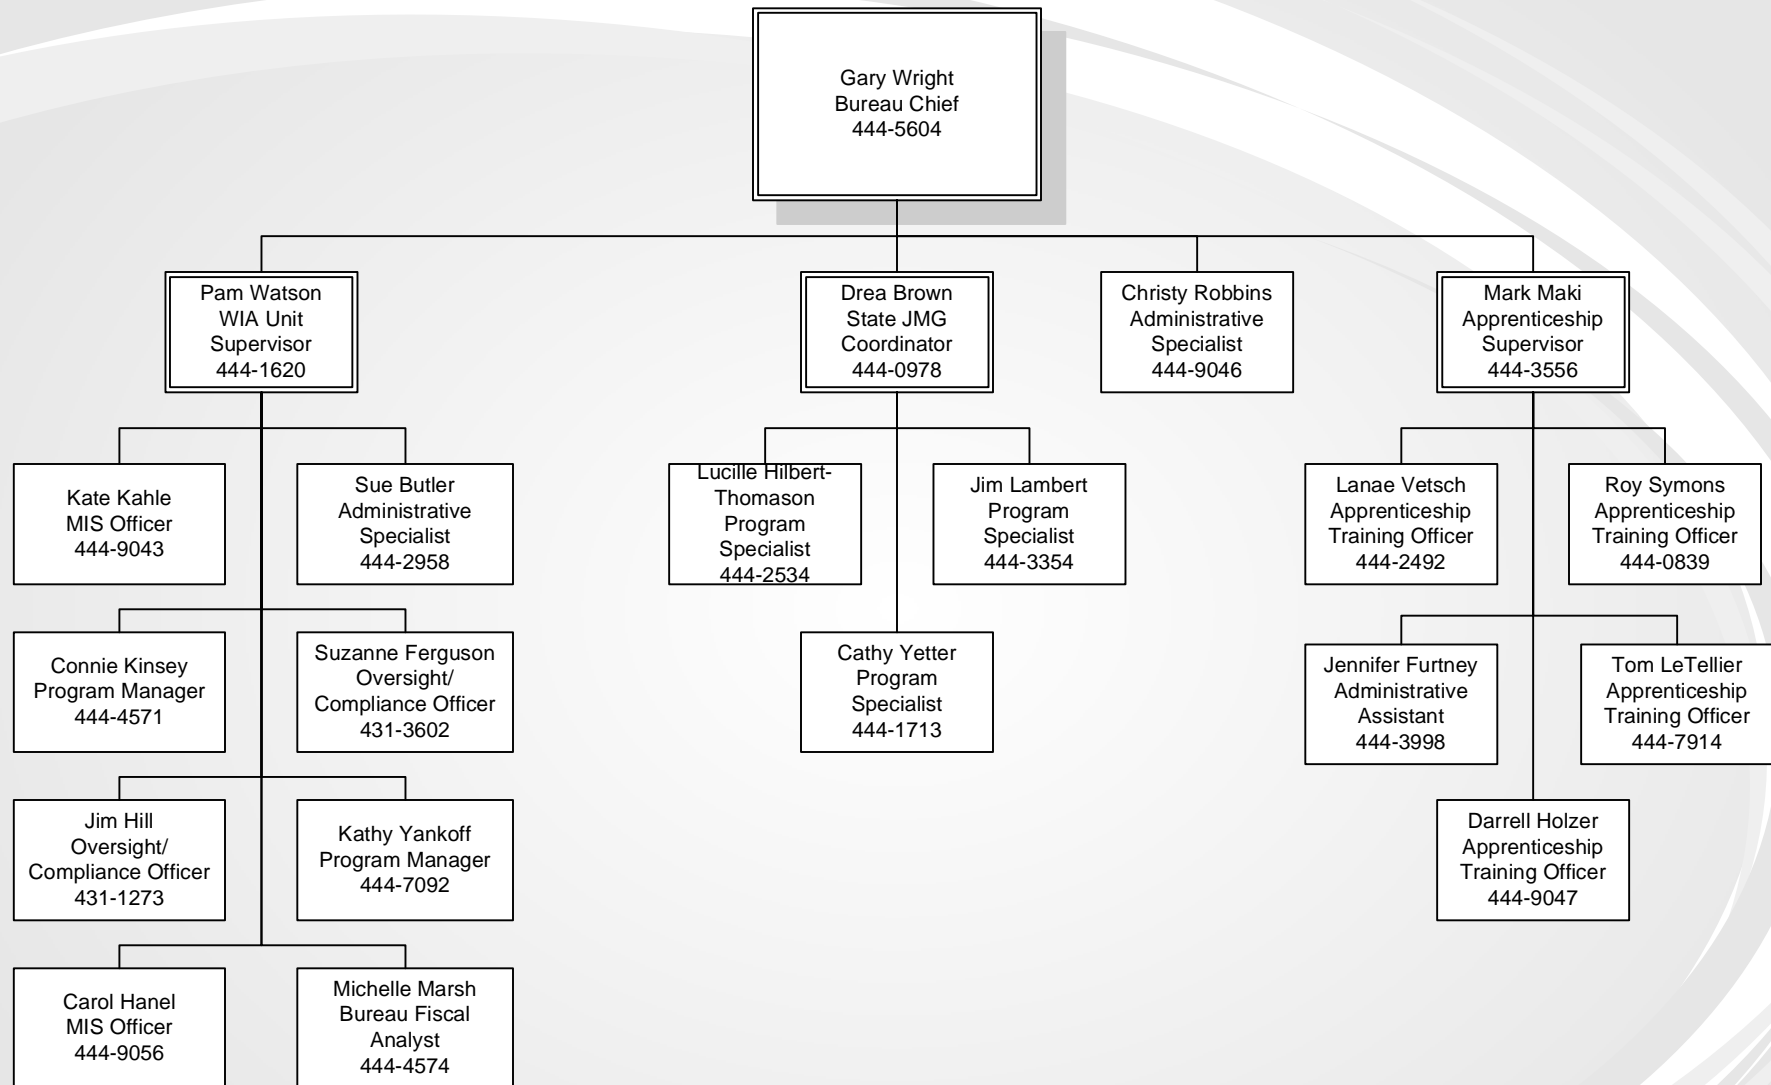 Gary Wright
Bureau Chief
444-5604
Pam Watson
WIA Unit
Supervisor
444-1620
Drea Brown
State JMG
Coordinator
444-0978
Christy Robbins
Administrative
Specialist
444-9046
Mark Maki
Apprenticeship
Supervisor
444-3556
Kate Kahle
MIS Officer
444-9043
Sue Butler
Administrative
Specialist
444-2958
Lucille Hilbert-
Thomason
Program
Specialist
444-2534
Jim Lambert
Program
Specialist
444-3354
Lanae Vetsch
Apprenticeship
Training Officer
444-2492
Roy Symons
Apprenticeship
Training Officer
444-0839
Connie Kinsey
Program Manager
444-4571
Suzanne Ferguson
Oversight/
Compliance Officer
431-3602
Cathy Yetter
Program
Specialist
444-1713
Jennifer Furtney
Administrative
Assistant
444-3998
Tom LeTellier
Apprenticeship
Training Officer
444-7914
Jim Hill
Oversight/
Compliance Officer
431-1273
Kathy Yankoff
Program Manager
444-7092
Darrell Holzer
Apprenticeship
Training Officer
444-9047
Carol Hanel
MIS Officer
444-9056
Michelle Marsh
Bureau Fiscal
Analyst
444-4574